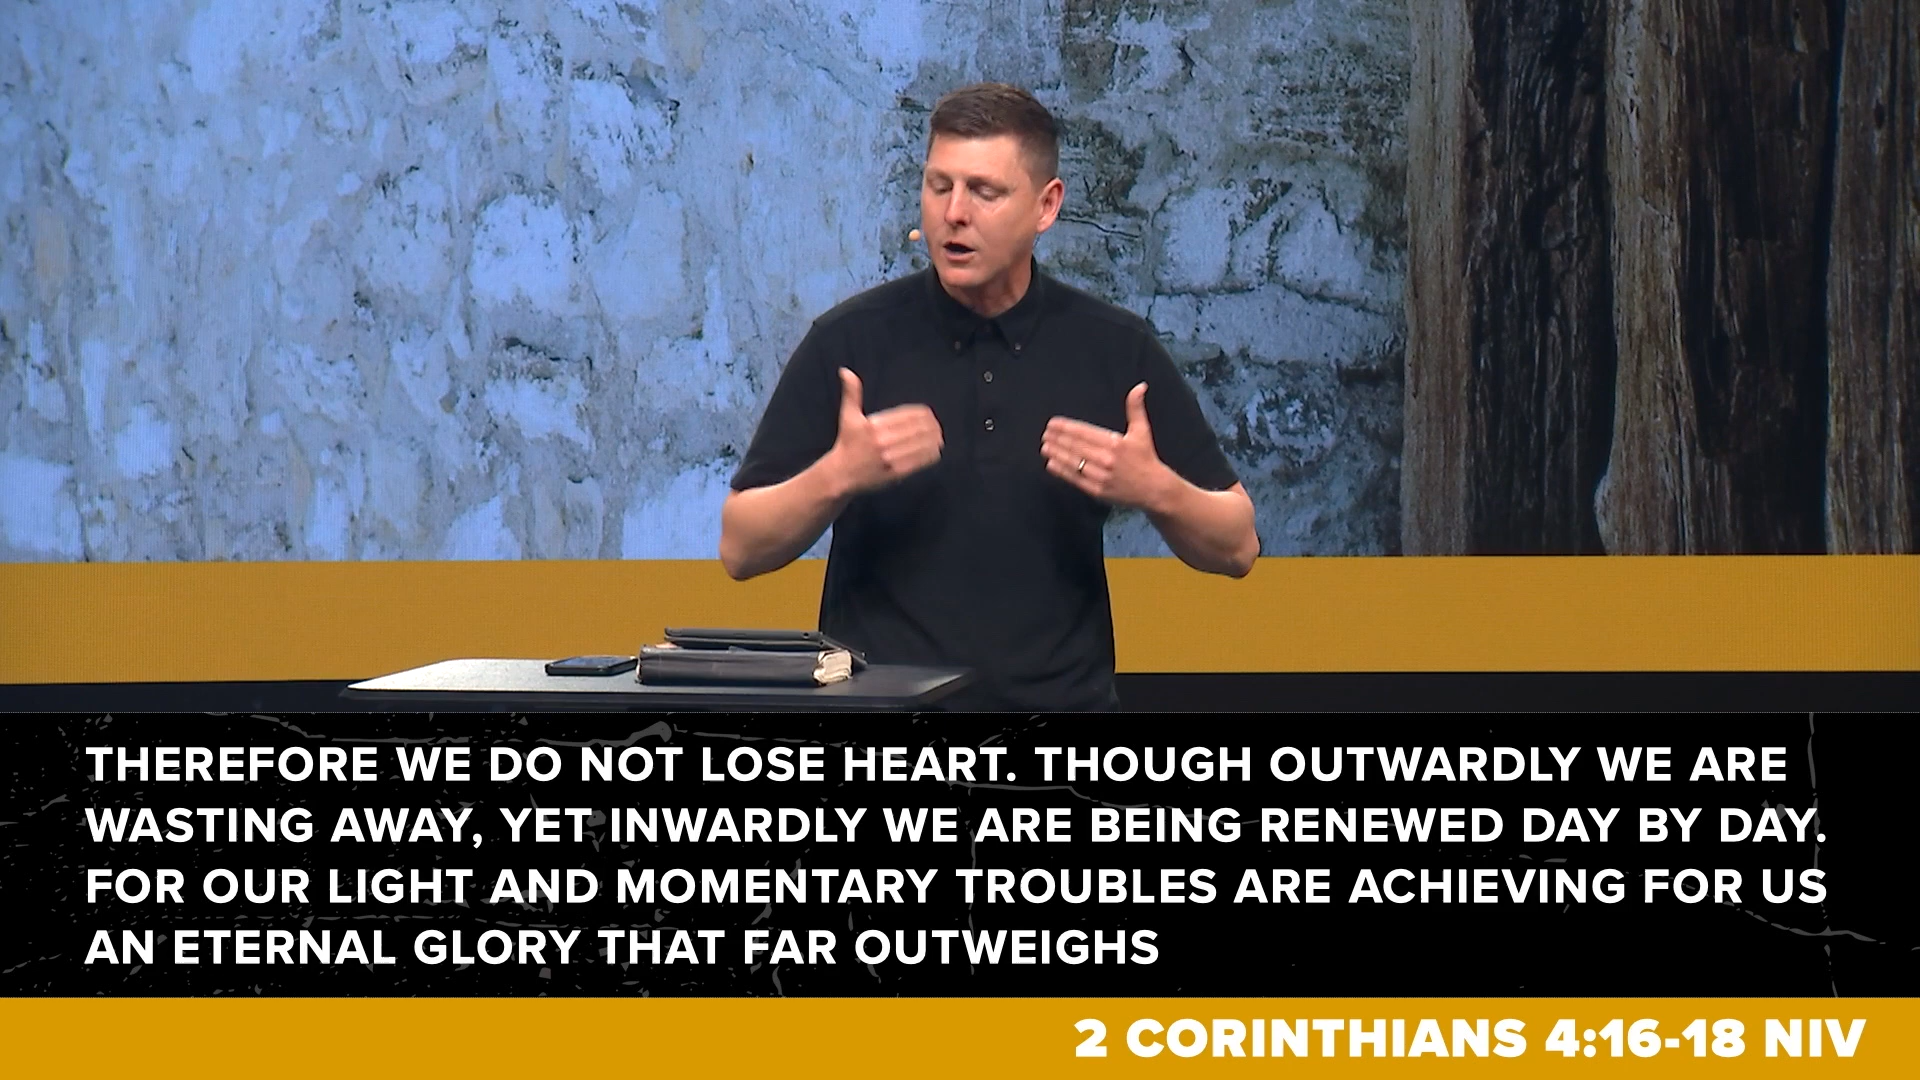 THEREFORE WE DO NOT LOSE HEART. THOUGH OUTWARDLY WE ARE
WASTING AWAY, YET INWARDLY WE ARE BEING RENEWED DAY BY DAY.
FOR OUR LIGHT AND MOMENTARY TROUBLES ARE ACHIEVING FOR US
AN ETERNAL GLORY THAT FAR OUTWEIGHS
2 CORINTHIANS 4:16-18 NIV